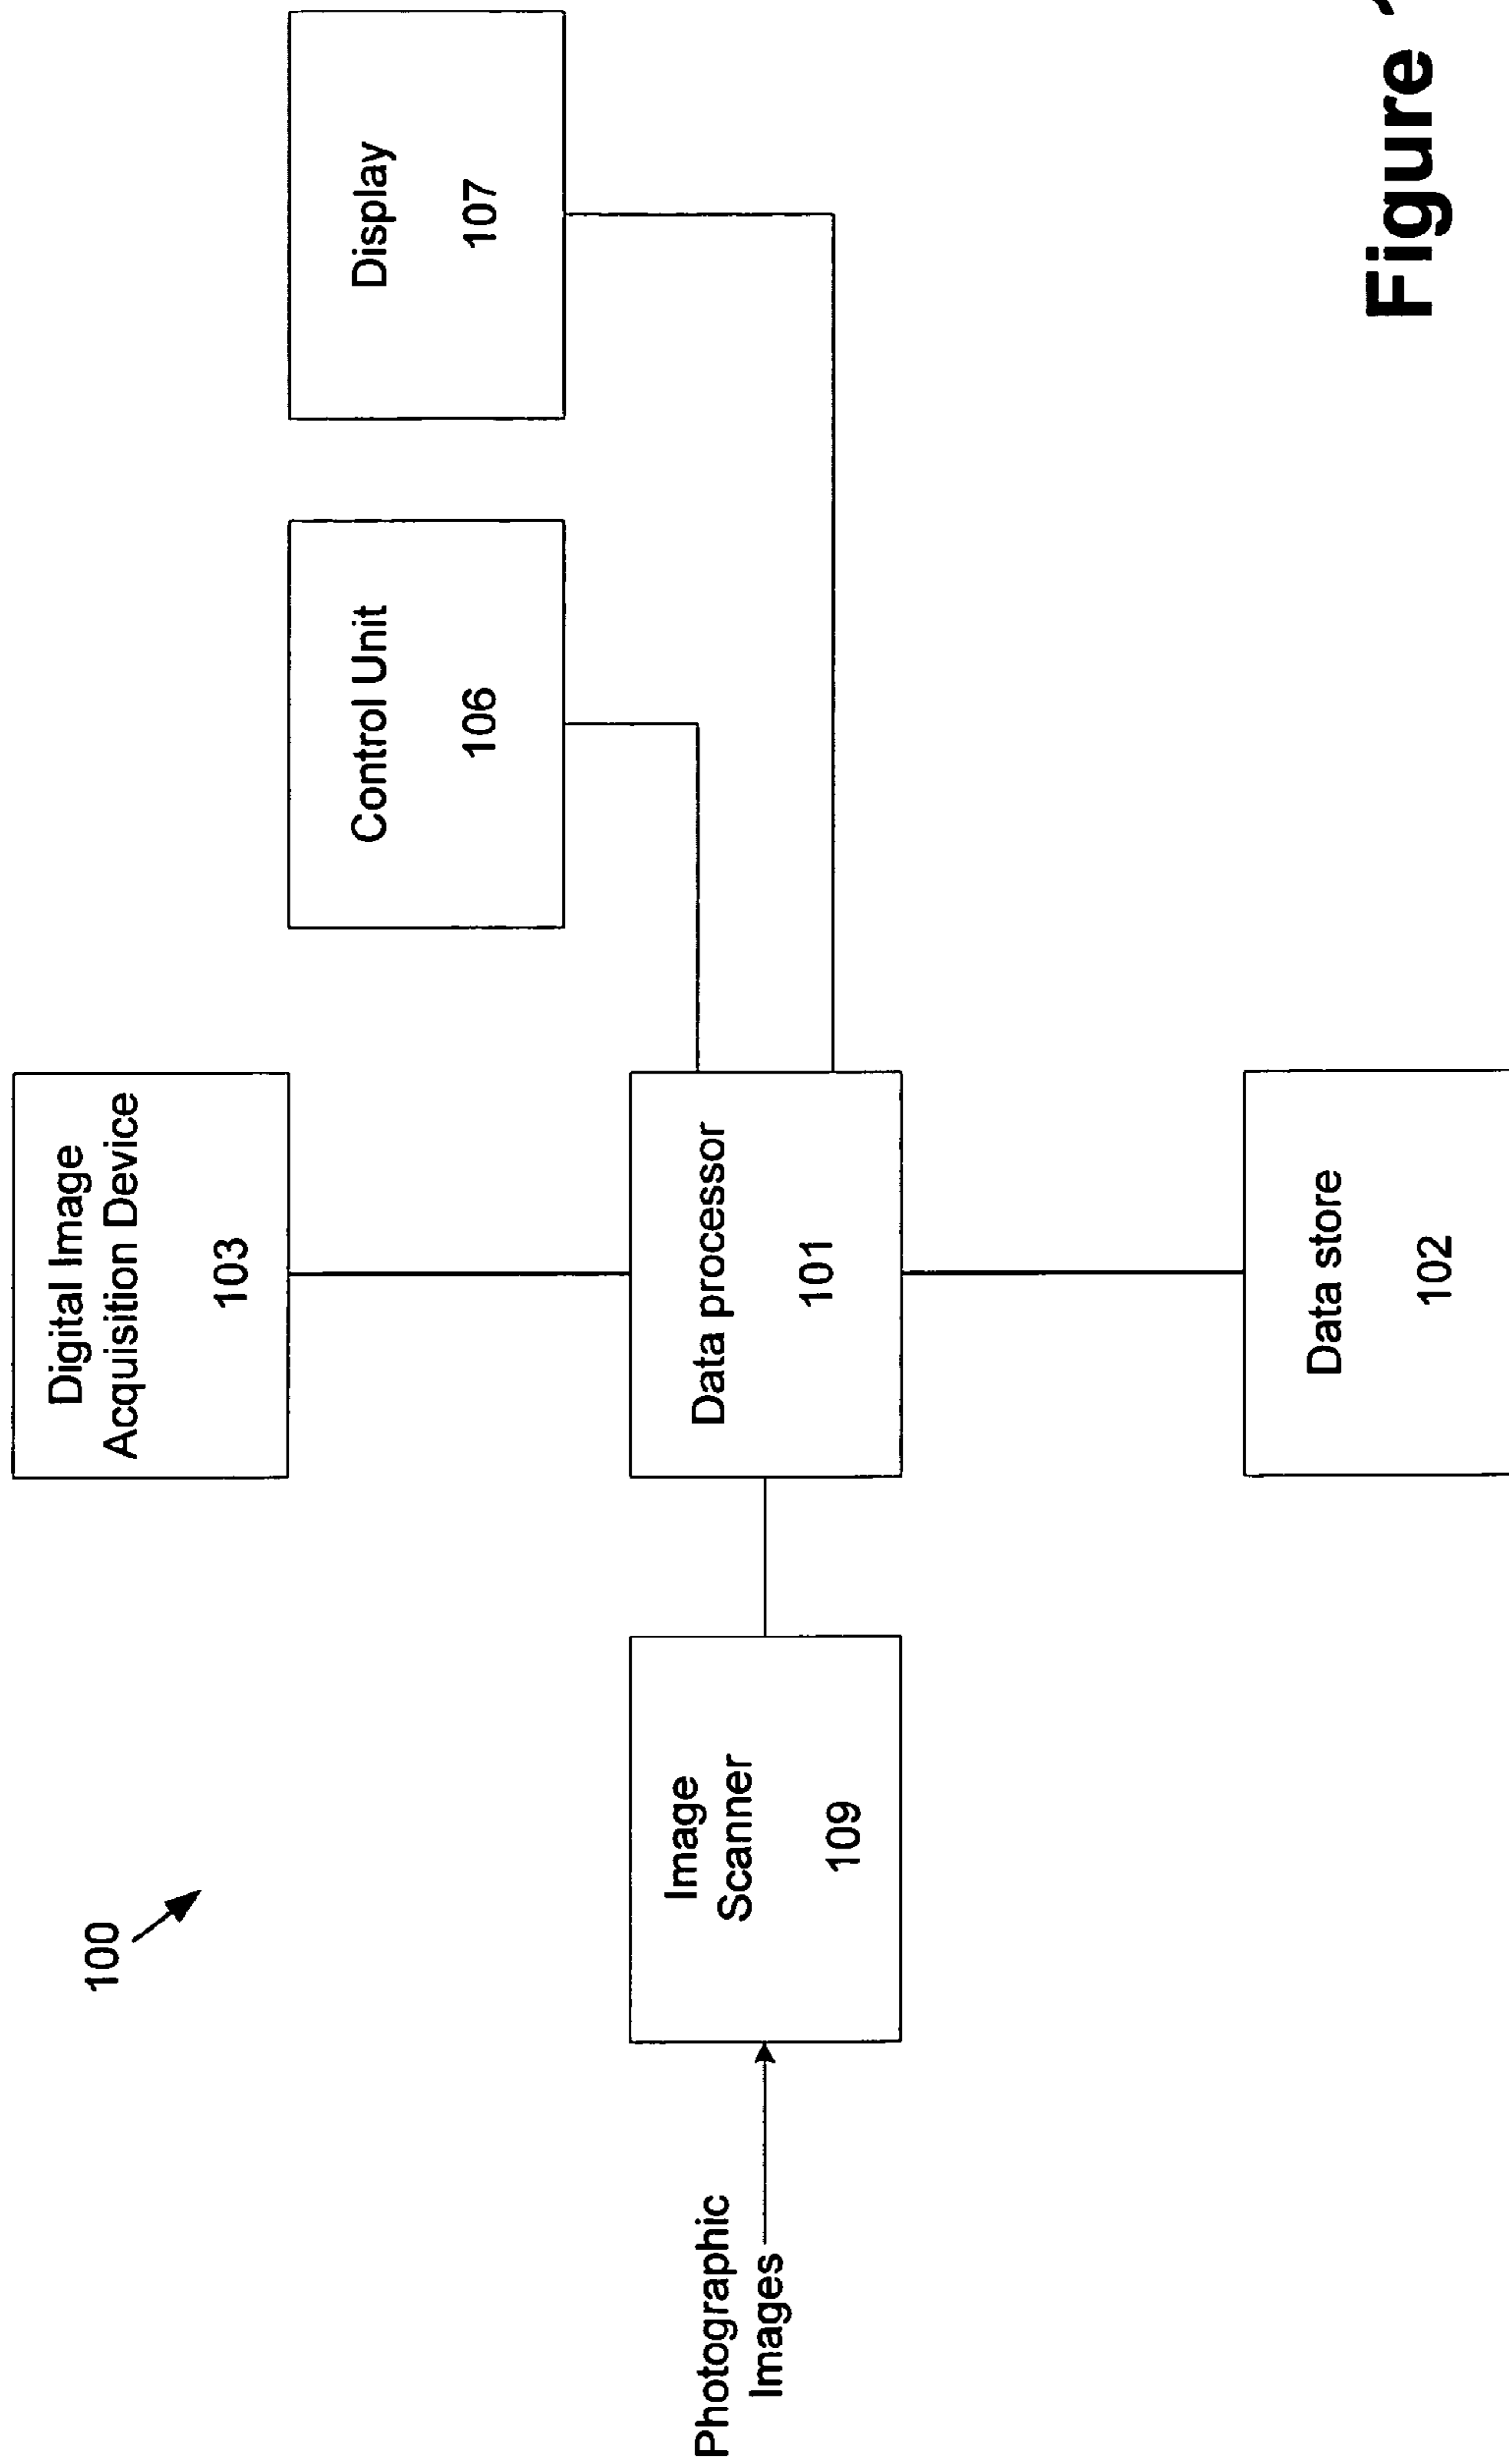 100
Digital Image
Acquisition Device
103
Control Unit
106
Display
107
Photographic
Images
Image
Scanner
109
Data processor
101
Data store
102
Figure 1